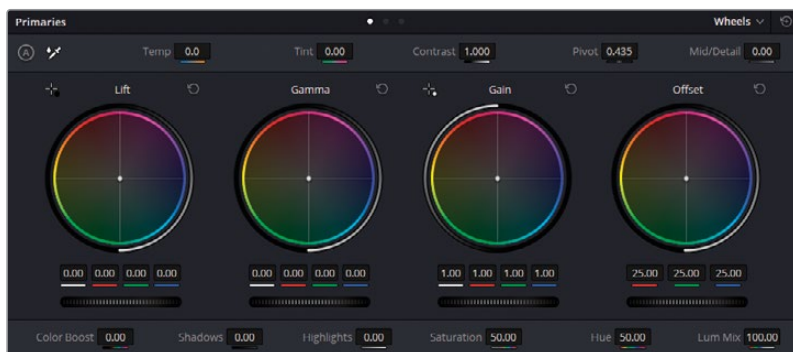 Primaries Wheels
A Temp 0.0 Tint 0.00 Contrast 1.000 Pivot 0.435 Mid/Detail 0.00
Lift Gamma Gain Offset
0.00 0.00 0.00 0.00 0.00 0.00 0.00 0.00 1.00 1.00 1.00 1.00 25.00 25.00 25.00
Color Boost 0.00 Shadows 0.00 Highlights 0.00 Saturation 50.00 Hue 50.00 Lum Mix 100.00